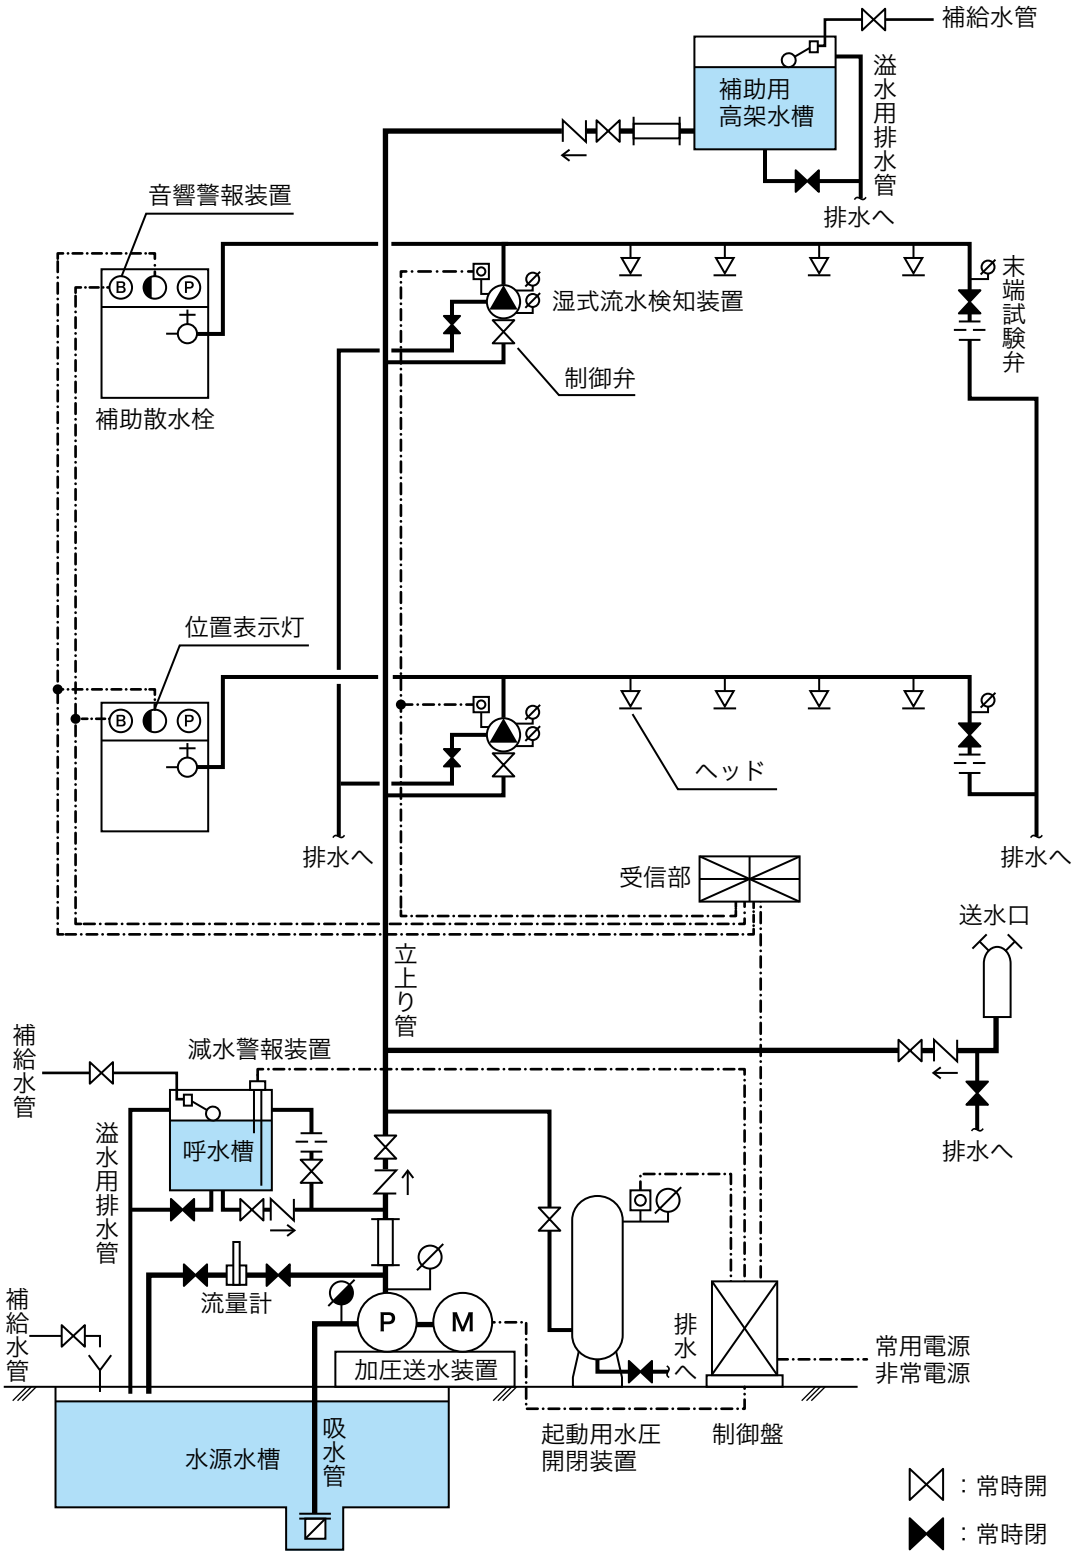 補給水管
補助用
高架水槽
溢水用排水管
排水へ
音響警報装置
B
P
湿式流水検知装置
末端試験弁
制御弁
補助散水栓
位置表示灯
B
P
ヘッド
排水へ
受信部
排水へ
送水口
立上り管
補給水管
減水警報装置
呼水槽
溢水用排水管
排水へ
流量計
補給水管
P
M
加圧送水装置
排水へ
常用電源
非常電源
水源水槽
吸水管
起動用水圧
開閉装置
制御盤
：常時開
：常時閉